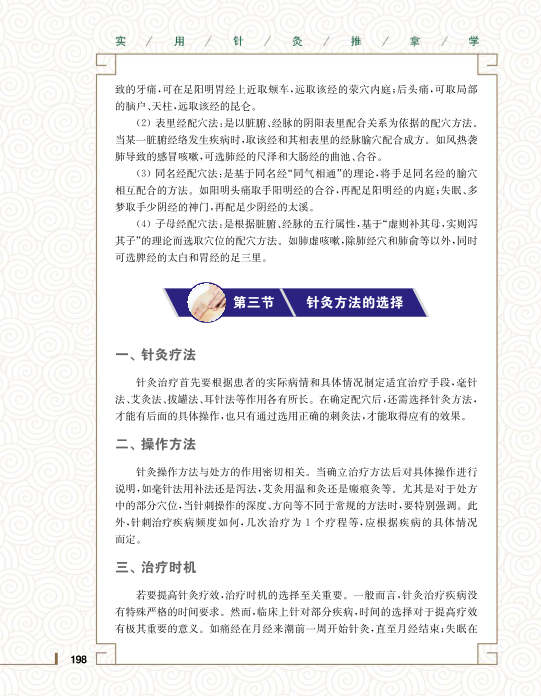 实 / 用 / 针 / 灸 / 推 / 拿 / 学
致的牙痛,可在足阳明胃经上近取颊车,远取该经的荥穴内庭;后头痛,可取局部
的脑户、天柱,远取该经的昆仑。
(2) 表里经配穴法:是以脏腑、经脉的阴阳表里配合关系为依据的配穴方法。
当某一脏腑经络发生疾病时,取该经和其相表里的经脉腧穴配合成方。如风热袭
肺导致的感冒咳嗽,可选肺经的尺泽和大肠经的曲池、合谷。
(3) 同名经配穴法:是基于同名经“同气相通”的理论,将手足同名经的腧穴
相互配合的方法。如阳明头痛取手阳明经的合谷,再配足阳明经的内庭;失眠、多
梦取手少阴经的神门,再配足少阴经的太溪。
(4) 子母经配穴法:是根据脏腑、经脉的五行属性,基于“虚则补其母,实则泻
其子”的理论而选取穴位的配穴方法。如肺虚咳嗽,除肺经穴和肺俞等以外,同时
可选脾经的太白和胃经的足三里。
第三节 针灸方法的选择
一、针灸疗法
针灸治疗首先要根据患者的实际病情和具体情况制定适宜治疗手段,毫针
法、艾灸法、拔罐法、耳针法等作用各有所长。在确定配穴后,还需选择针灸方法,
才能有后面的具体操作,也只有通过选用正确的刺灸法,才能取得应有的效果。
二、操作方法
针灸操作方法与处方的作用密切相关。当确立治疗方法后对具体操作进行
说明,如毫针法用补法还是泻法,艾灸用温和灸还是瘢痕灸等。尤其是对于处方
中的部分穴位,当针刺操作的深度、方向等不同于常规的方法时,要特别强调。此
外,针刺治疗疾病频度如何,几次治疗为 1 个疗程等,应根据疾病的具体情况
而定。
三、治疗时机
若要提高针灸疗效,治疗时机的选择至关重要。一般而言,针灸治疗疾病没
有特殊严格的时间要求。然而,临床上针对部分疾病,时间的选择对于提高疗效
有极其重要的意义。如痛经在月经来潮前一周开始针灸,直至月经结束;失眠在
198